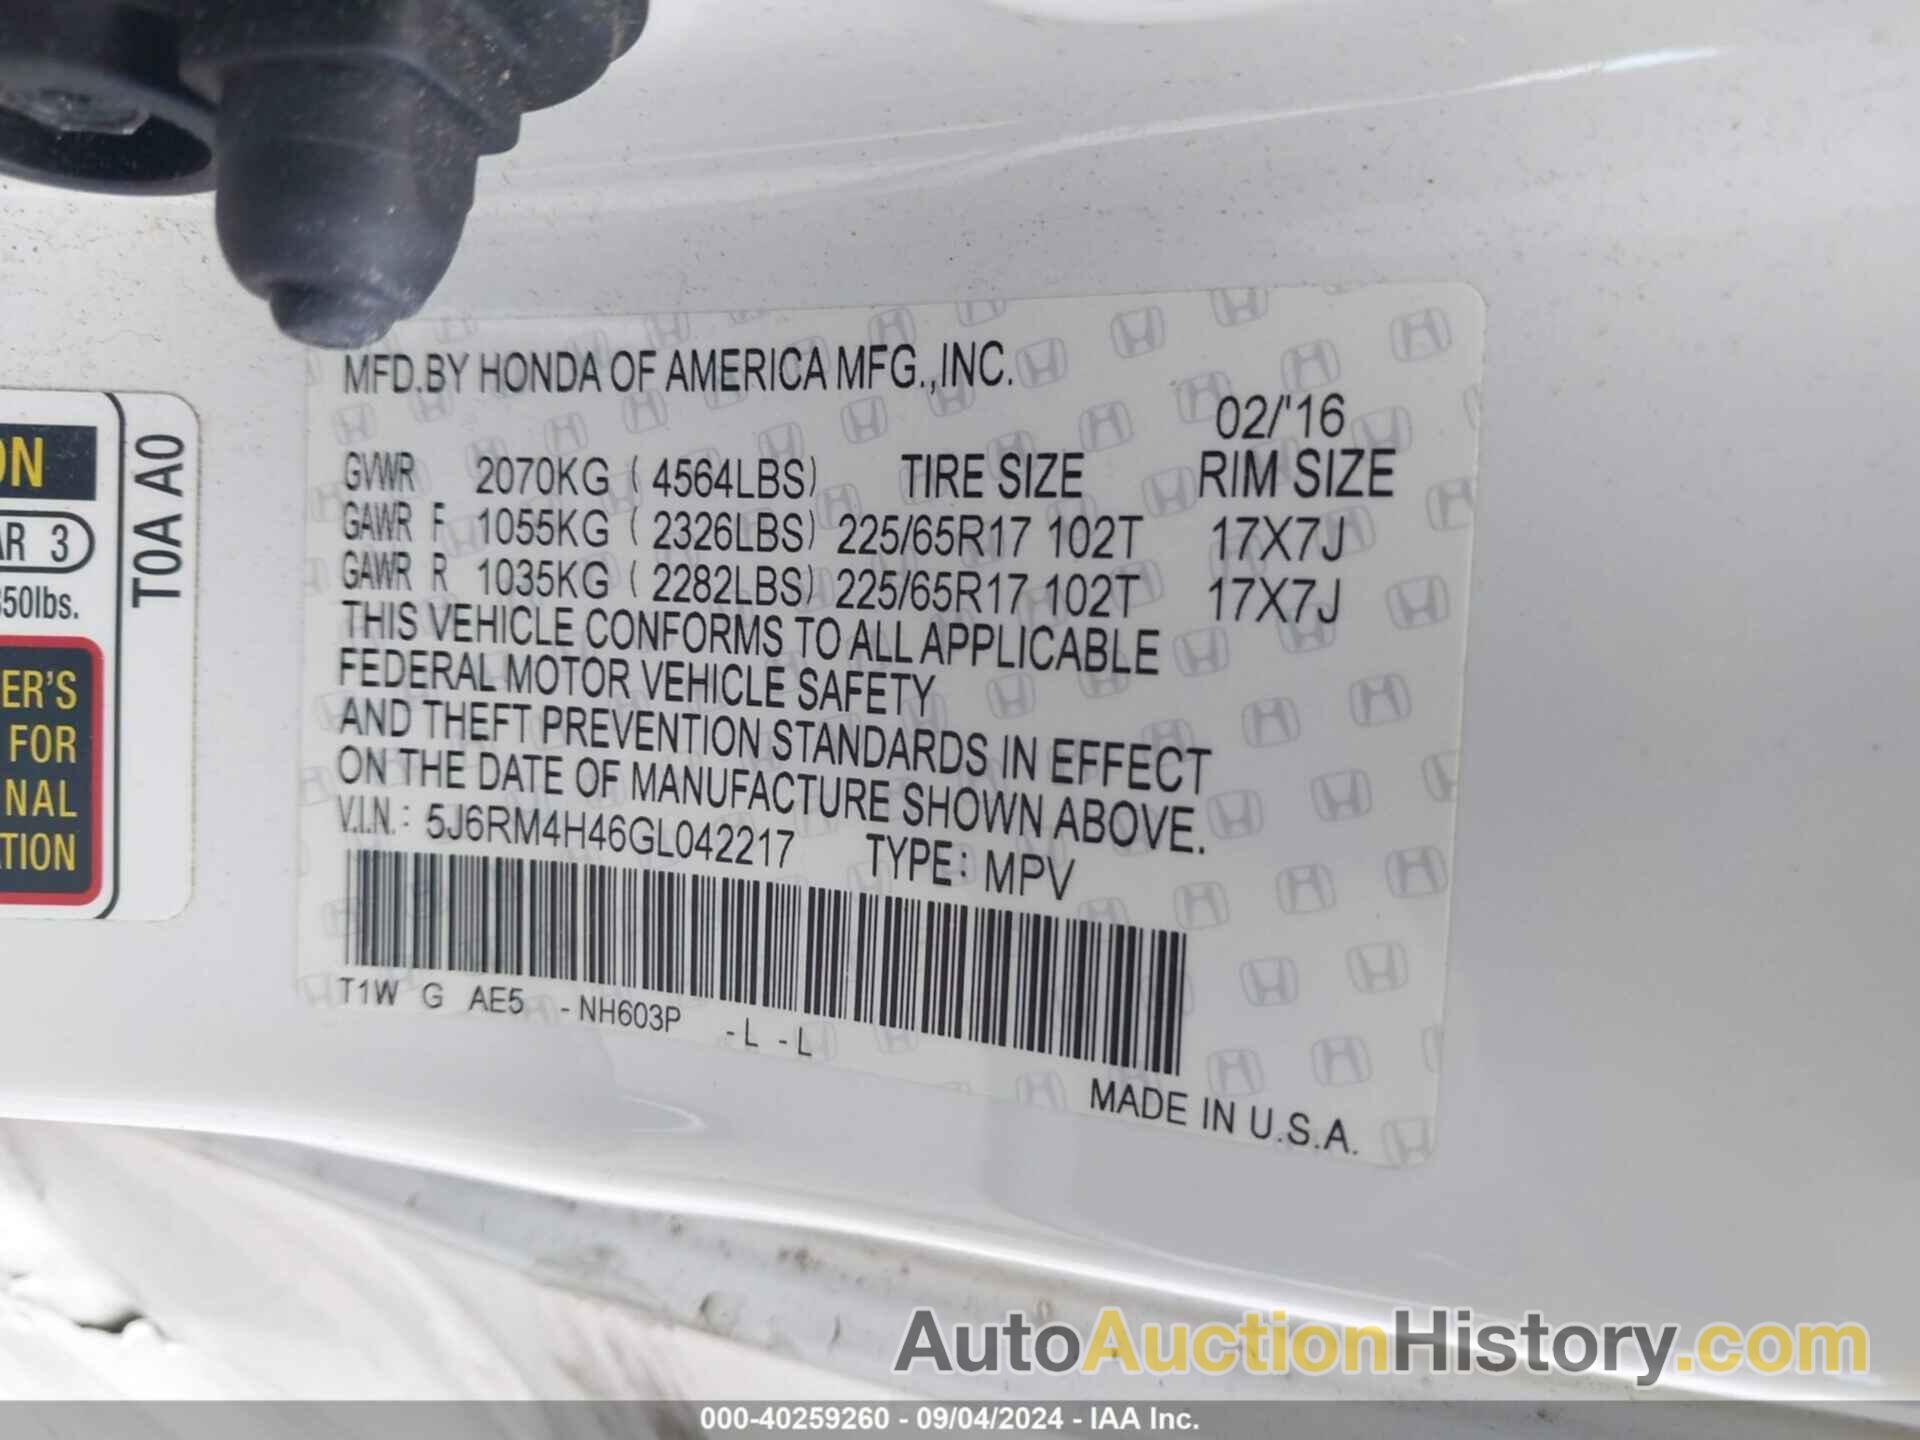 MFD.BY HONDA OF AMERICA MFG.,INC.
02/'16
GVWR 2070KG ( 4564LBS) TIRE SIZE RIM SIZE
GAWR F 1055KG ( 2326LBS) 225/65R17 102T 17X7J
GAWR R 1035KG ( 2282LBS) 225/65R17 102T 17X7J
THIS VEHICLE CONFORMS TO ALL APPLICABLE
FEDERAL MOTOR VEHICLE SAFETY
AND THEFT PREVENTION STANDARDS IN EFFECT
ON THE DATE OF MANUFACTURE SHOWN ABOVE.
V.I.N.: 5J6RM4H46GL042217 TYPE: MPV
T1W G AE5 -NH603P -L -L
MADE IN U.S.A.
ON
AR 3
50lbs.
ER'S
FOR
NAL
ATION
T0A A0
AutoAuctionHistory.com
000-40259260 - 09/04/2024 - IAA Inc.